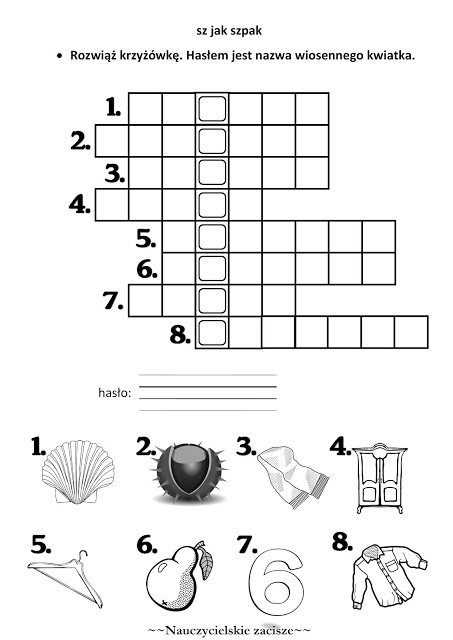 sz jak szpak
• Rozwiąż krzyżówkę. Hasłem jest nazwa wiosennego kwiatka.
1.
2.
3.
4.
5.
6.
7.
8.
hasło:
1. 2. 3. 4.
5. 6. 7. 8.
6
~~Nauczycielskie zacisze~~